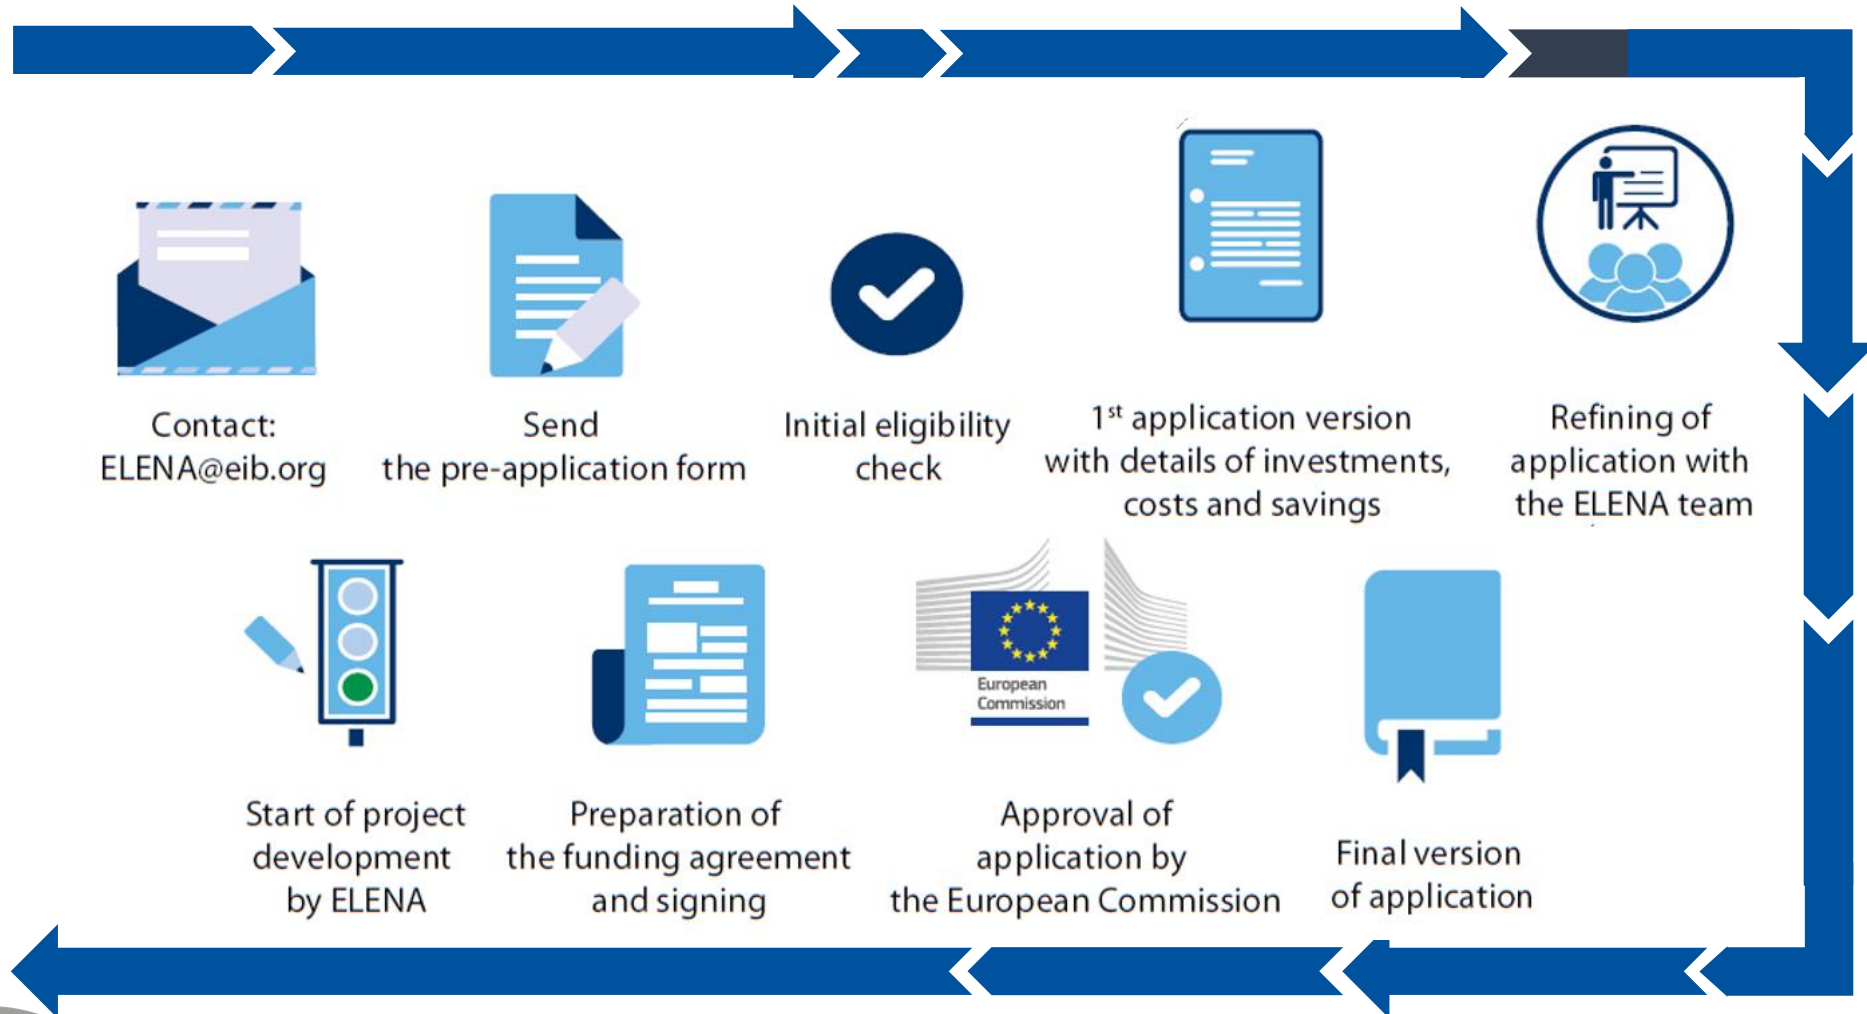 Contact:
ELENA@eib.org
Send
the pre-application form
Initial eligibility
check
1st application version
with details of investments,
costs and savings
Refining of
application with
the ELENA team
Start of project
development
by ELENA
Preparation of
the funding agreement
and signing
European
Commission
Approval of
application by
the European Commission
Final version
of application